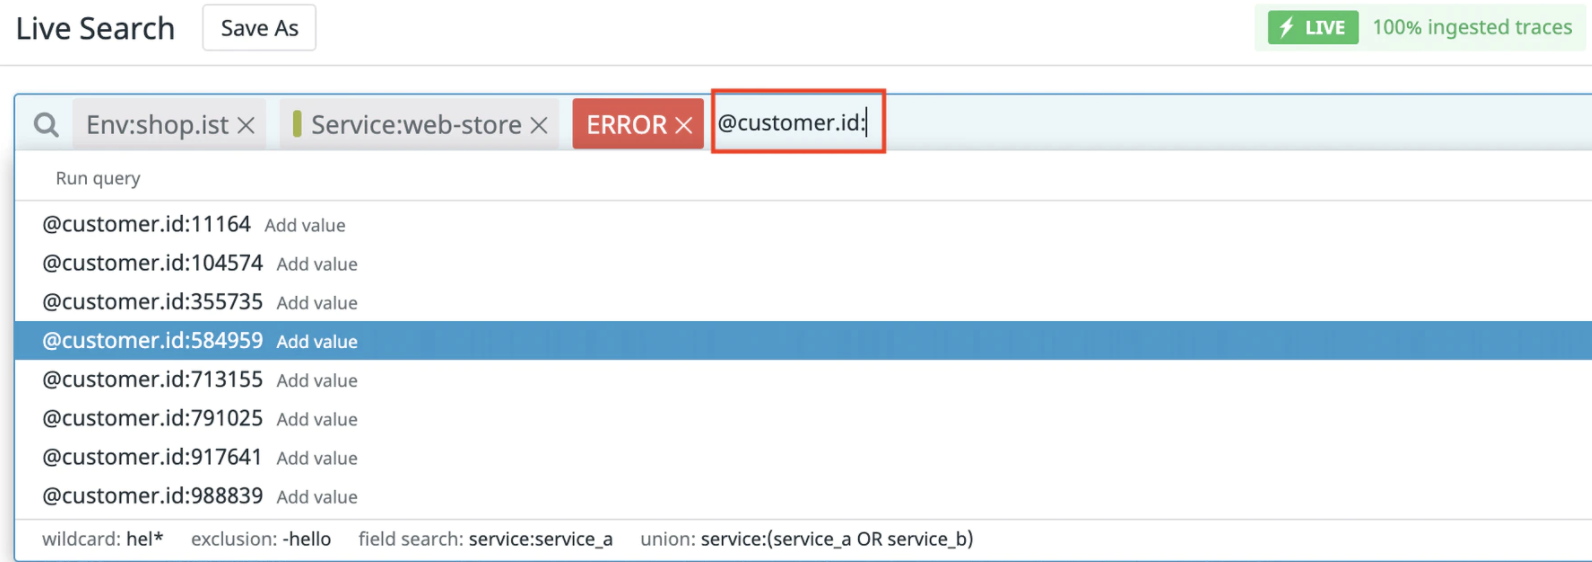 Live Search Save As LIVE 100% ingested traces
Env:shop.ist Service:web-store ERROR @customer.id:
Run query
@customer.id:11164 Add value
@customer.id:104574 Add value
@customer.id:355735 Add value
@customer.id:584959 Add value
@customer.id:713155 Add value
@customer.id:791025 Add value
@customer.id:917641 Add value
@customer.id:988839 Add value
wildcard: hel* exclusion: -hello field search: service:service_a union: service:(service_a OR service_b)